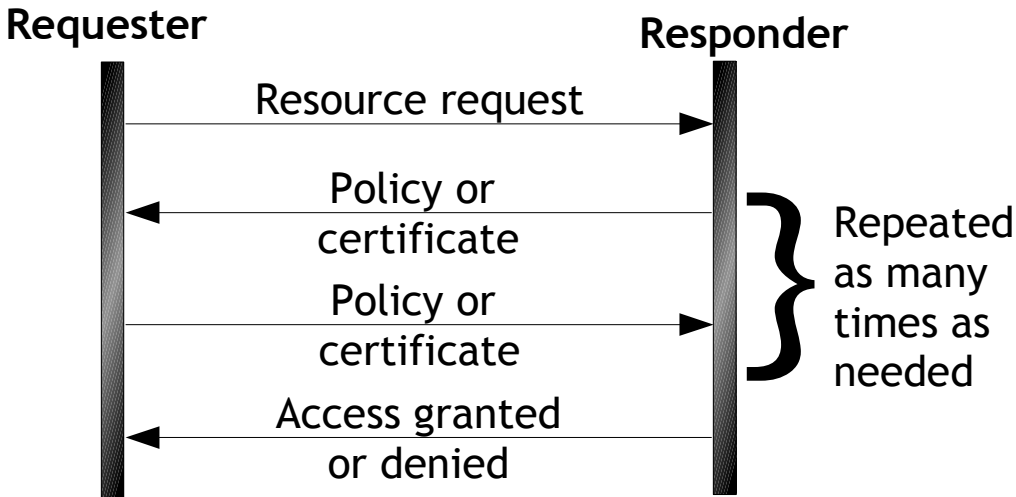 Requester
Responder
Resource request
Policy or
certificate
Policy or
certificate
Repeated
as many
times as
needed
Access granted
or denied